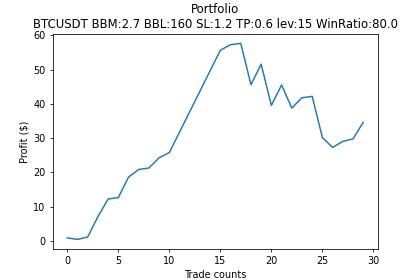 Portfolio
BTCUSDT BBM:2.7 BBL:160 SL:1.2 TP:0.6 lev:15 WinRatio:80.0
60
50
40
30
20
10
0
Profit ($)
0 5 10 15 20 25 30
Trade counts